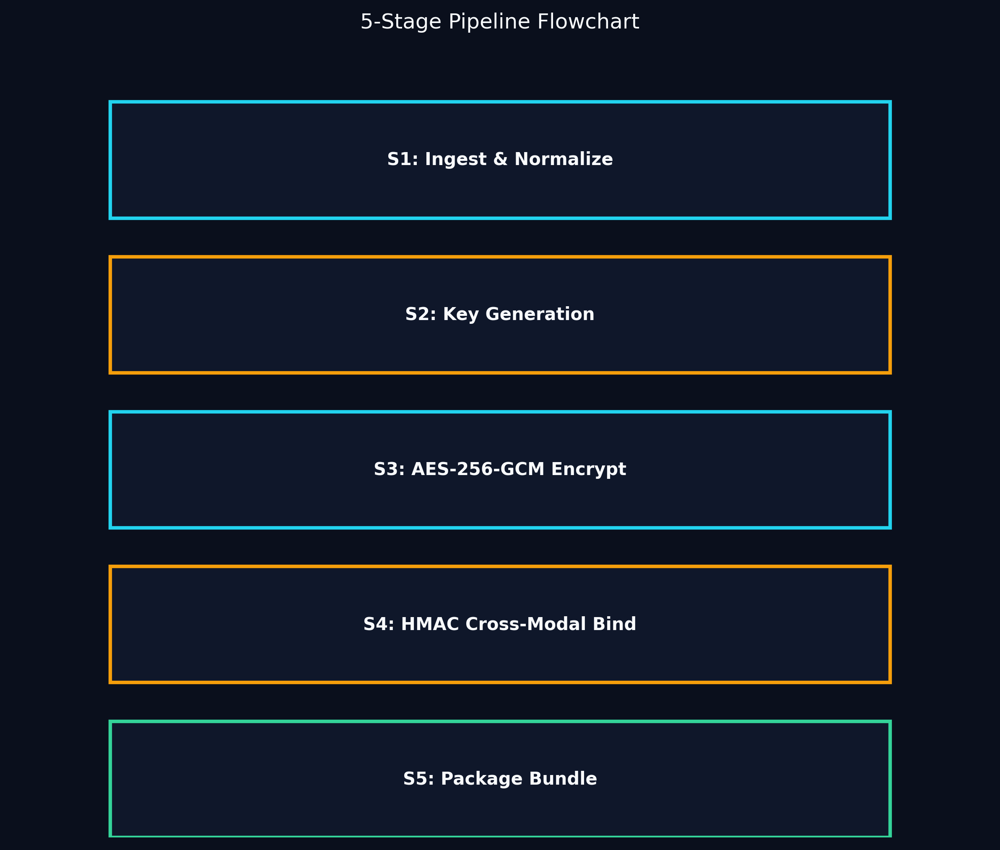 5-Stage Pipeline Flowchart
S1: Ingest & Normalize
S2: Key Generation
S3: AES-256-GCM Encrypt
S4: HMAC Cross-Modal Bind
S5: Package Bundle